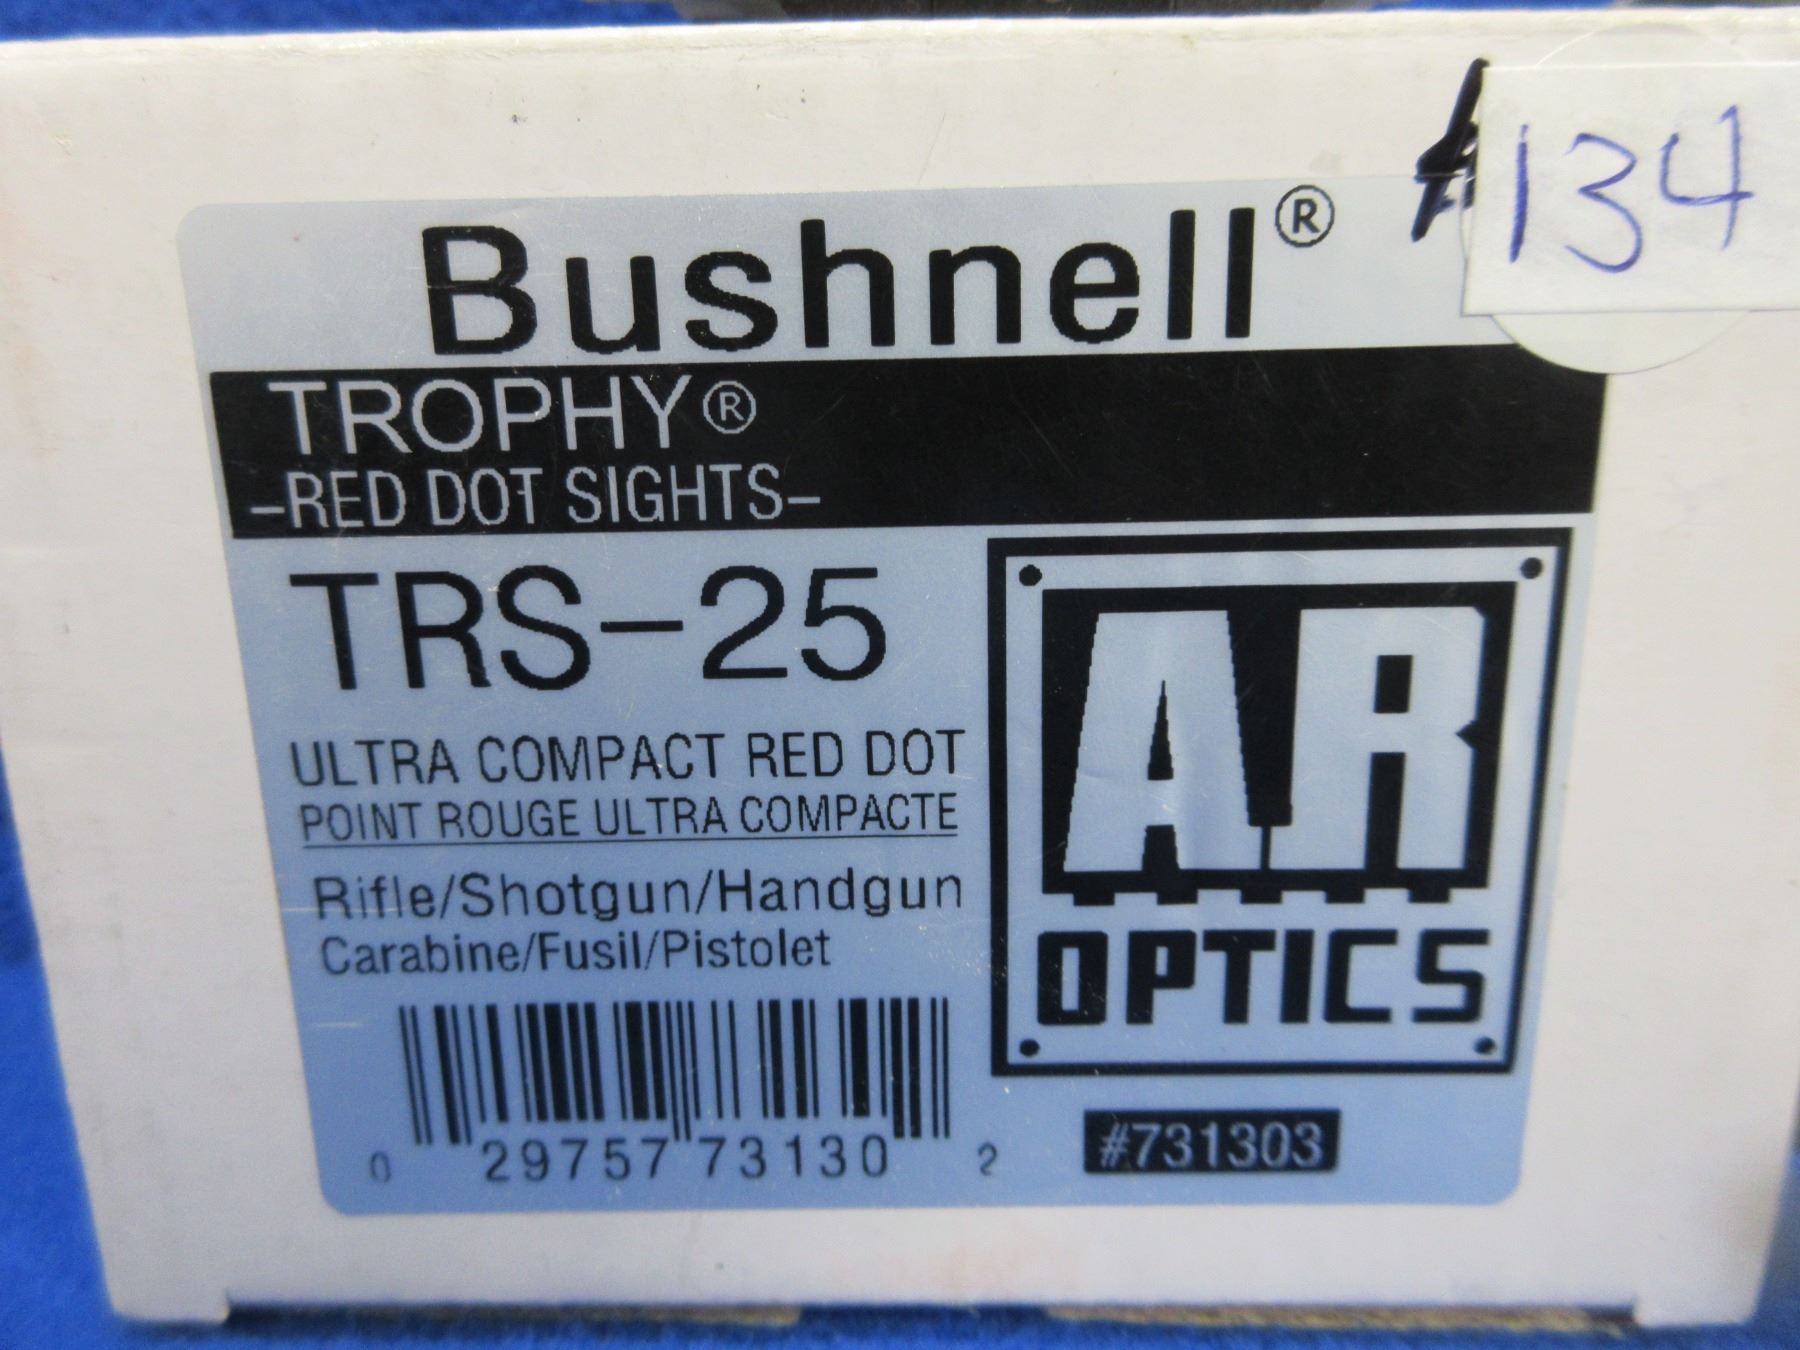 Bushnell®
134
TROPHY®
-RED DOT SIGHTS-
TRS-25
ULTRA COMPACT RED DOT
POINT ROUGE ULTRA COMPACTE
Rifle/Shotgun/Handgun
Carabine/Fusil/Pistolet
AR
OPTICS
0 29757 73130 2
#731303